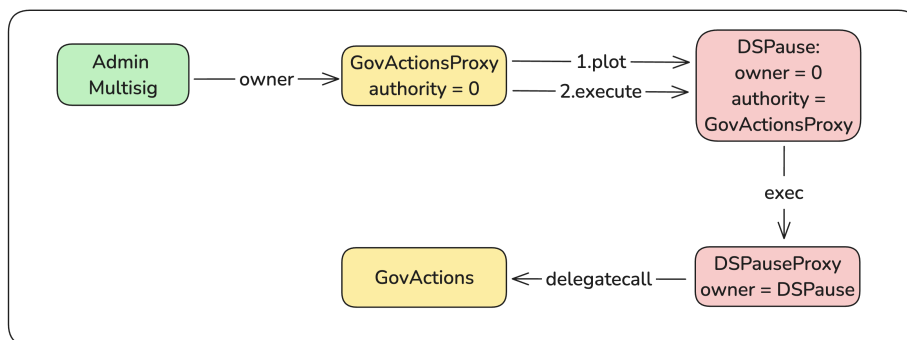 Admin
Multisig
owner
GovActionsProxy
authority = 0
1.plot
2.execute
DSPause:
owner = 0
authority =
GovActionsProxy
exec
DSPauseProxy
owner = DSPause
delegatecall
GovActions